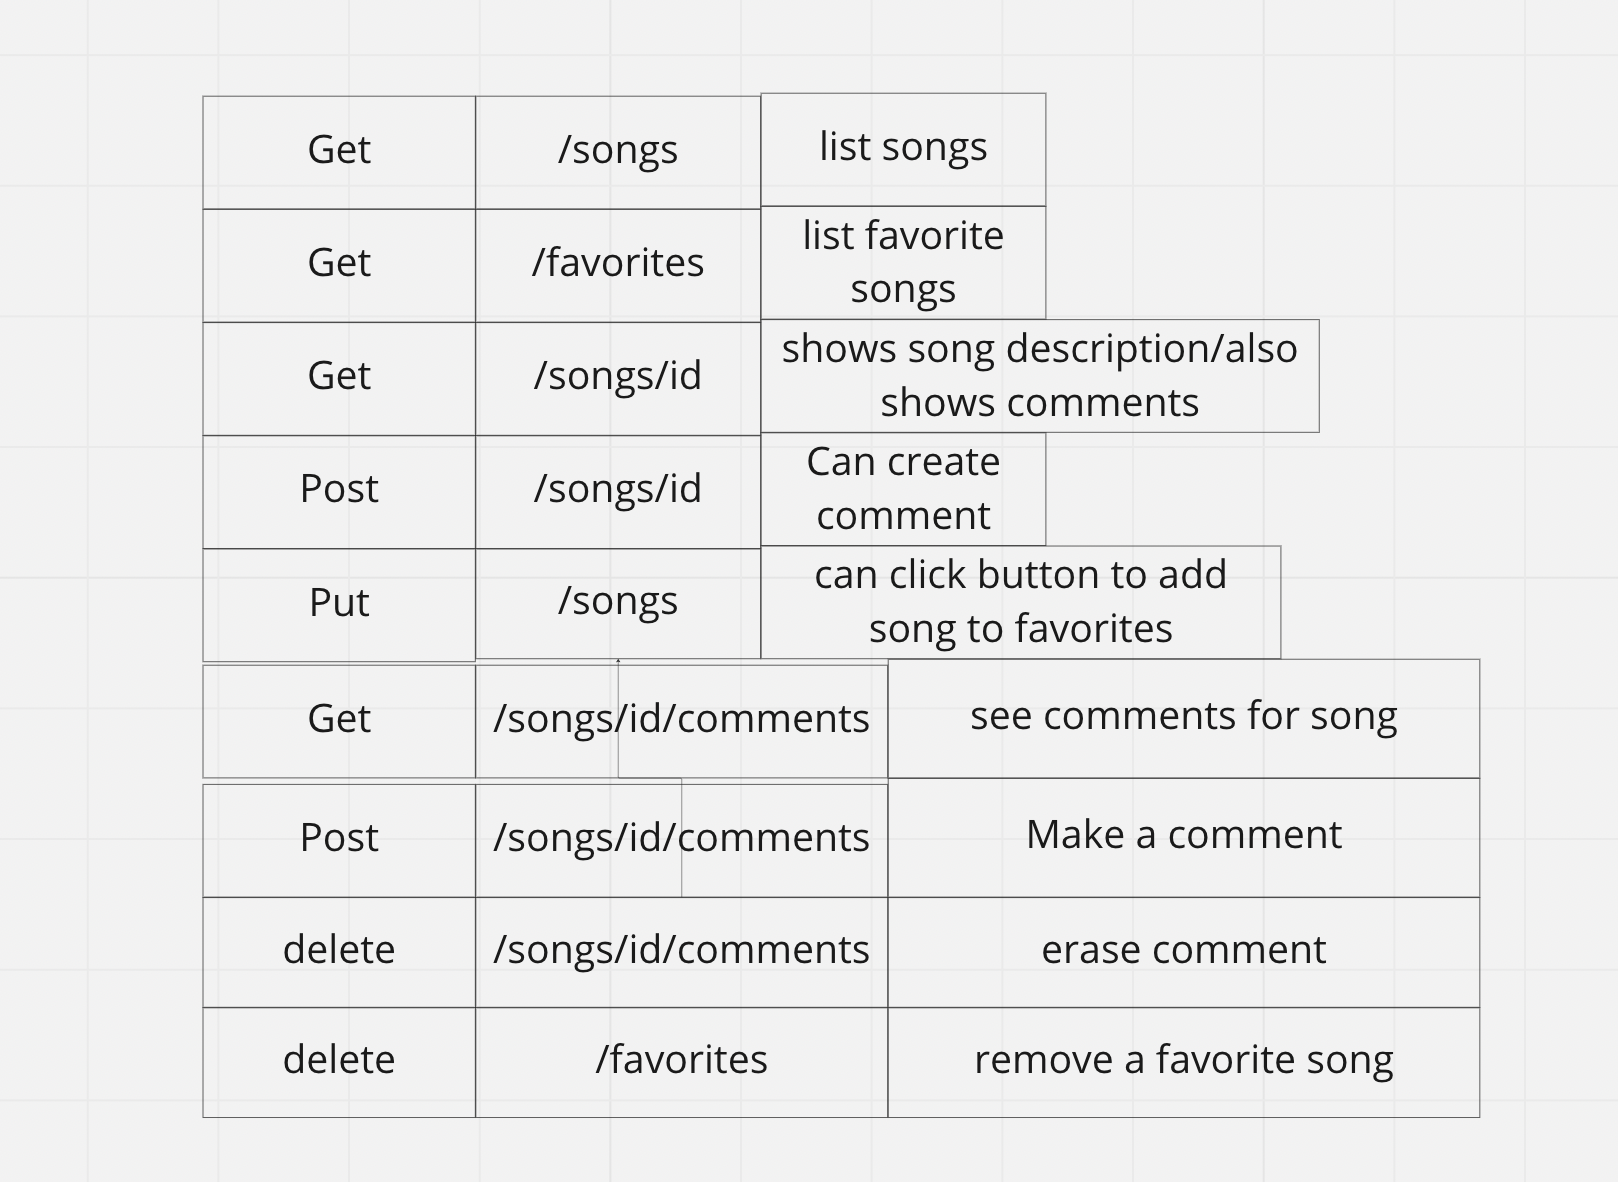 Get /songs list songs
Get /favorites list favorite
songs
Get /songs/id shows song description/also
shows comments
Post /songs/id Can create
comment
Put /songs can click button to add
song to favorites
Get /songs/id/comments see comments for song
Post /songs/id/comments Make a comment
delete /songs/id/comments erase comment
delete /favorites remove a favorite song